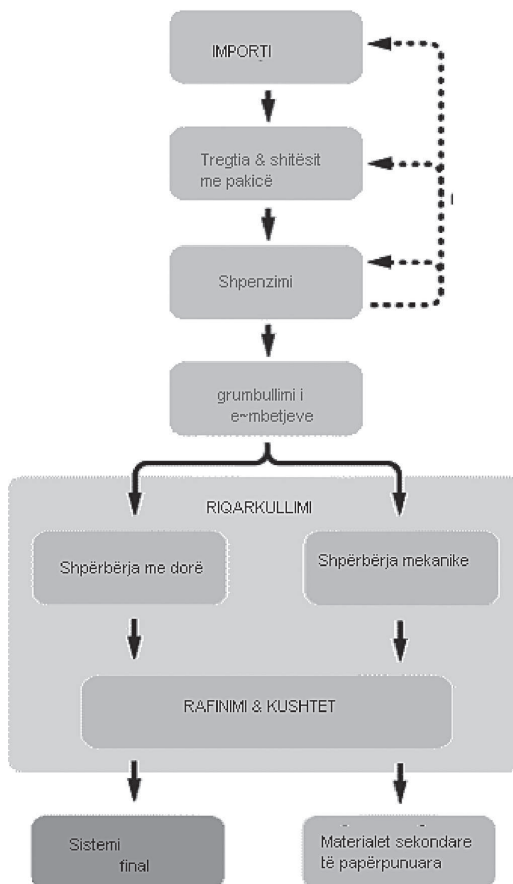 IMPORTI
Tregtia & shitësit
me pakicë
Shpenzimi
grumbullimi i
e~mbetjeve
RIQARKULLIMI
Shpërbërja me dorë
Shpërbërja mekanike
RAFINIMI & KUSHTET
Sistemi
final
Materialet sekondare
të papërpunuara